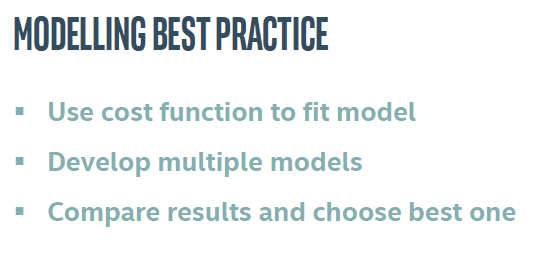 MODELLING BEST PRACTICE
▪ Use cost function to fit model
▪ Develop multiple models
▪ Compare results and choose best one